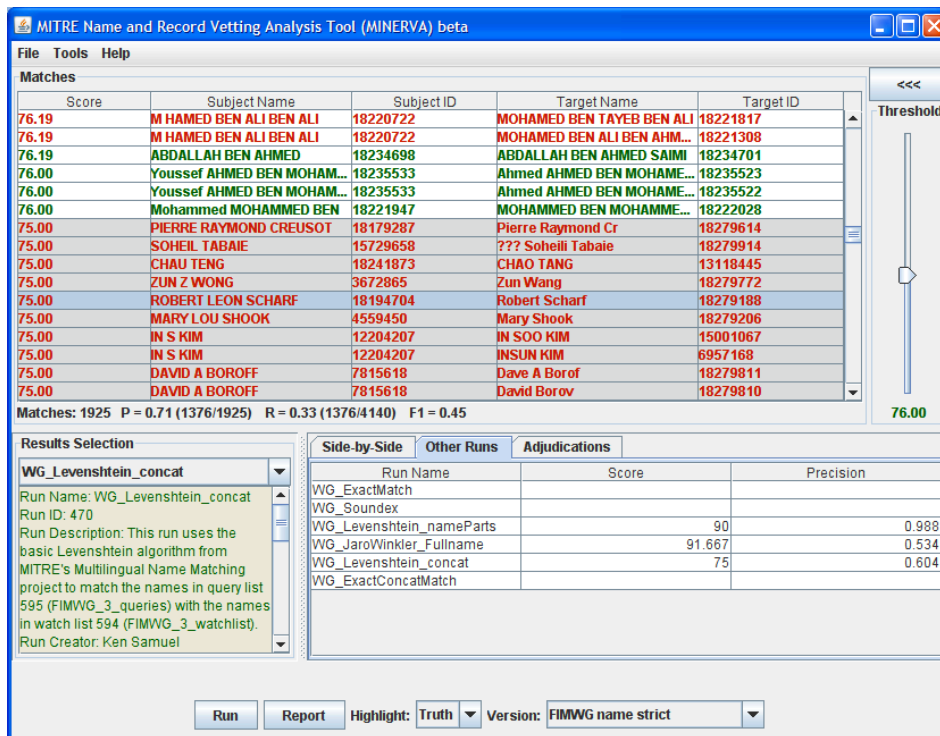 MITRE Name and Record Vetting Analysis Tool (MINERVA) beta
File Tools Help
Matches
<<<
Score Subject Name Subject ID Target Name Target ID
Threshold
76.19 M HAMED BEN ALI BEN ALI 18220722 MOHAMED BEN TAYEB BEN ALI 18221817
76.19 M HAMED BEN ALI BEN ALI 18220722 MOHAMED BEN ALI BEN AHM... 18221308
76.19 ABDALLAH BEN AHMED 18234698 ABDALLAH BEN AHMED SAIMI 18234701
76.00 Youssef AHMED BEN MOHAM... 18235533 Ahmed AHMED BEN MOHAME... 18235523
76.00 Youssef AHMED BEN MOHAM... 18235533 Ahmed AHMED BEN MOHAME... 18235522
76.00 Mohammed MOHAMMED BEN 18221947 MOHAMMED BEN MOHAMME... 18222028
75.00 PIERRE RAYMOND CREUSOT 18179287 Pierre Raymond Cr 18279614
75.00 SOHEIL TABAIE 15729658 ??? Soheili Tabaie 18279914
75.00 CHAU TENG 18241873 CHAO TANG 13118445
75.00 ZUN Z WONG 3672865 Zun Wang 18279772
75.00 ROBERT LEON SCHARF 18194704 Robert Scharf 18279188
75.00 MARY LOU SHOOK 4559450 Mary Shook 18279206
75.00 IN S KIM 12204207 IN SOO KIM 15001067
75.00 IN S KIM 12204207 INSUN KIM 6957168
75.00 DAVID A BOROFF 7815618 Dave A Borof 18279811
75.00 DAVID A BOROFF 7815618 David Borov 18279810
Matches: 1925 P = 0.71 (1376/1925) R = 0.33 (1376/4140) F1 = 0.45
76.00
Results Selection
WG_Levenshtein_concat
Run Name: WG_Levenshtein_concat
Run ID: 470
Run Description: This run uses the
basic Levenshtein algorithm from
MITRE's Multilingual Name Matching
project to match the names in query list
595 (FIMWG_3_queries) with the names
in watch list 594 (FIMWG_3_watchlist).
Run Creator: Ken Samuel
Side-by-Side Other Runs Adjudications
Run Name Score Precision
WG_ExactMatch
WG_Soundex
WG_Levenshtein_nameParts 90 0.988
WG_JaroWinkler_Fullname 91.667 0.534
WG_Levenshtein_concat 75 0.604
WG_ExactConcatMatch
Run Report Highlight: Truth Version: FIMWG name strict